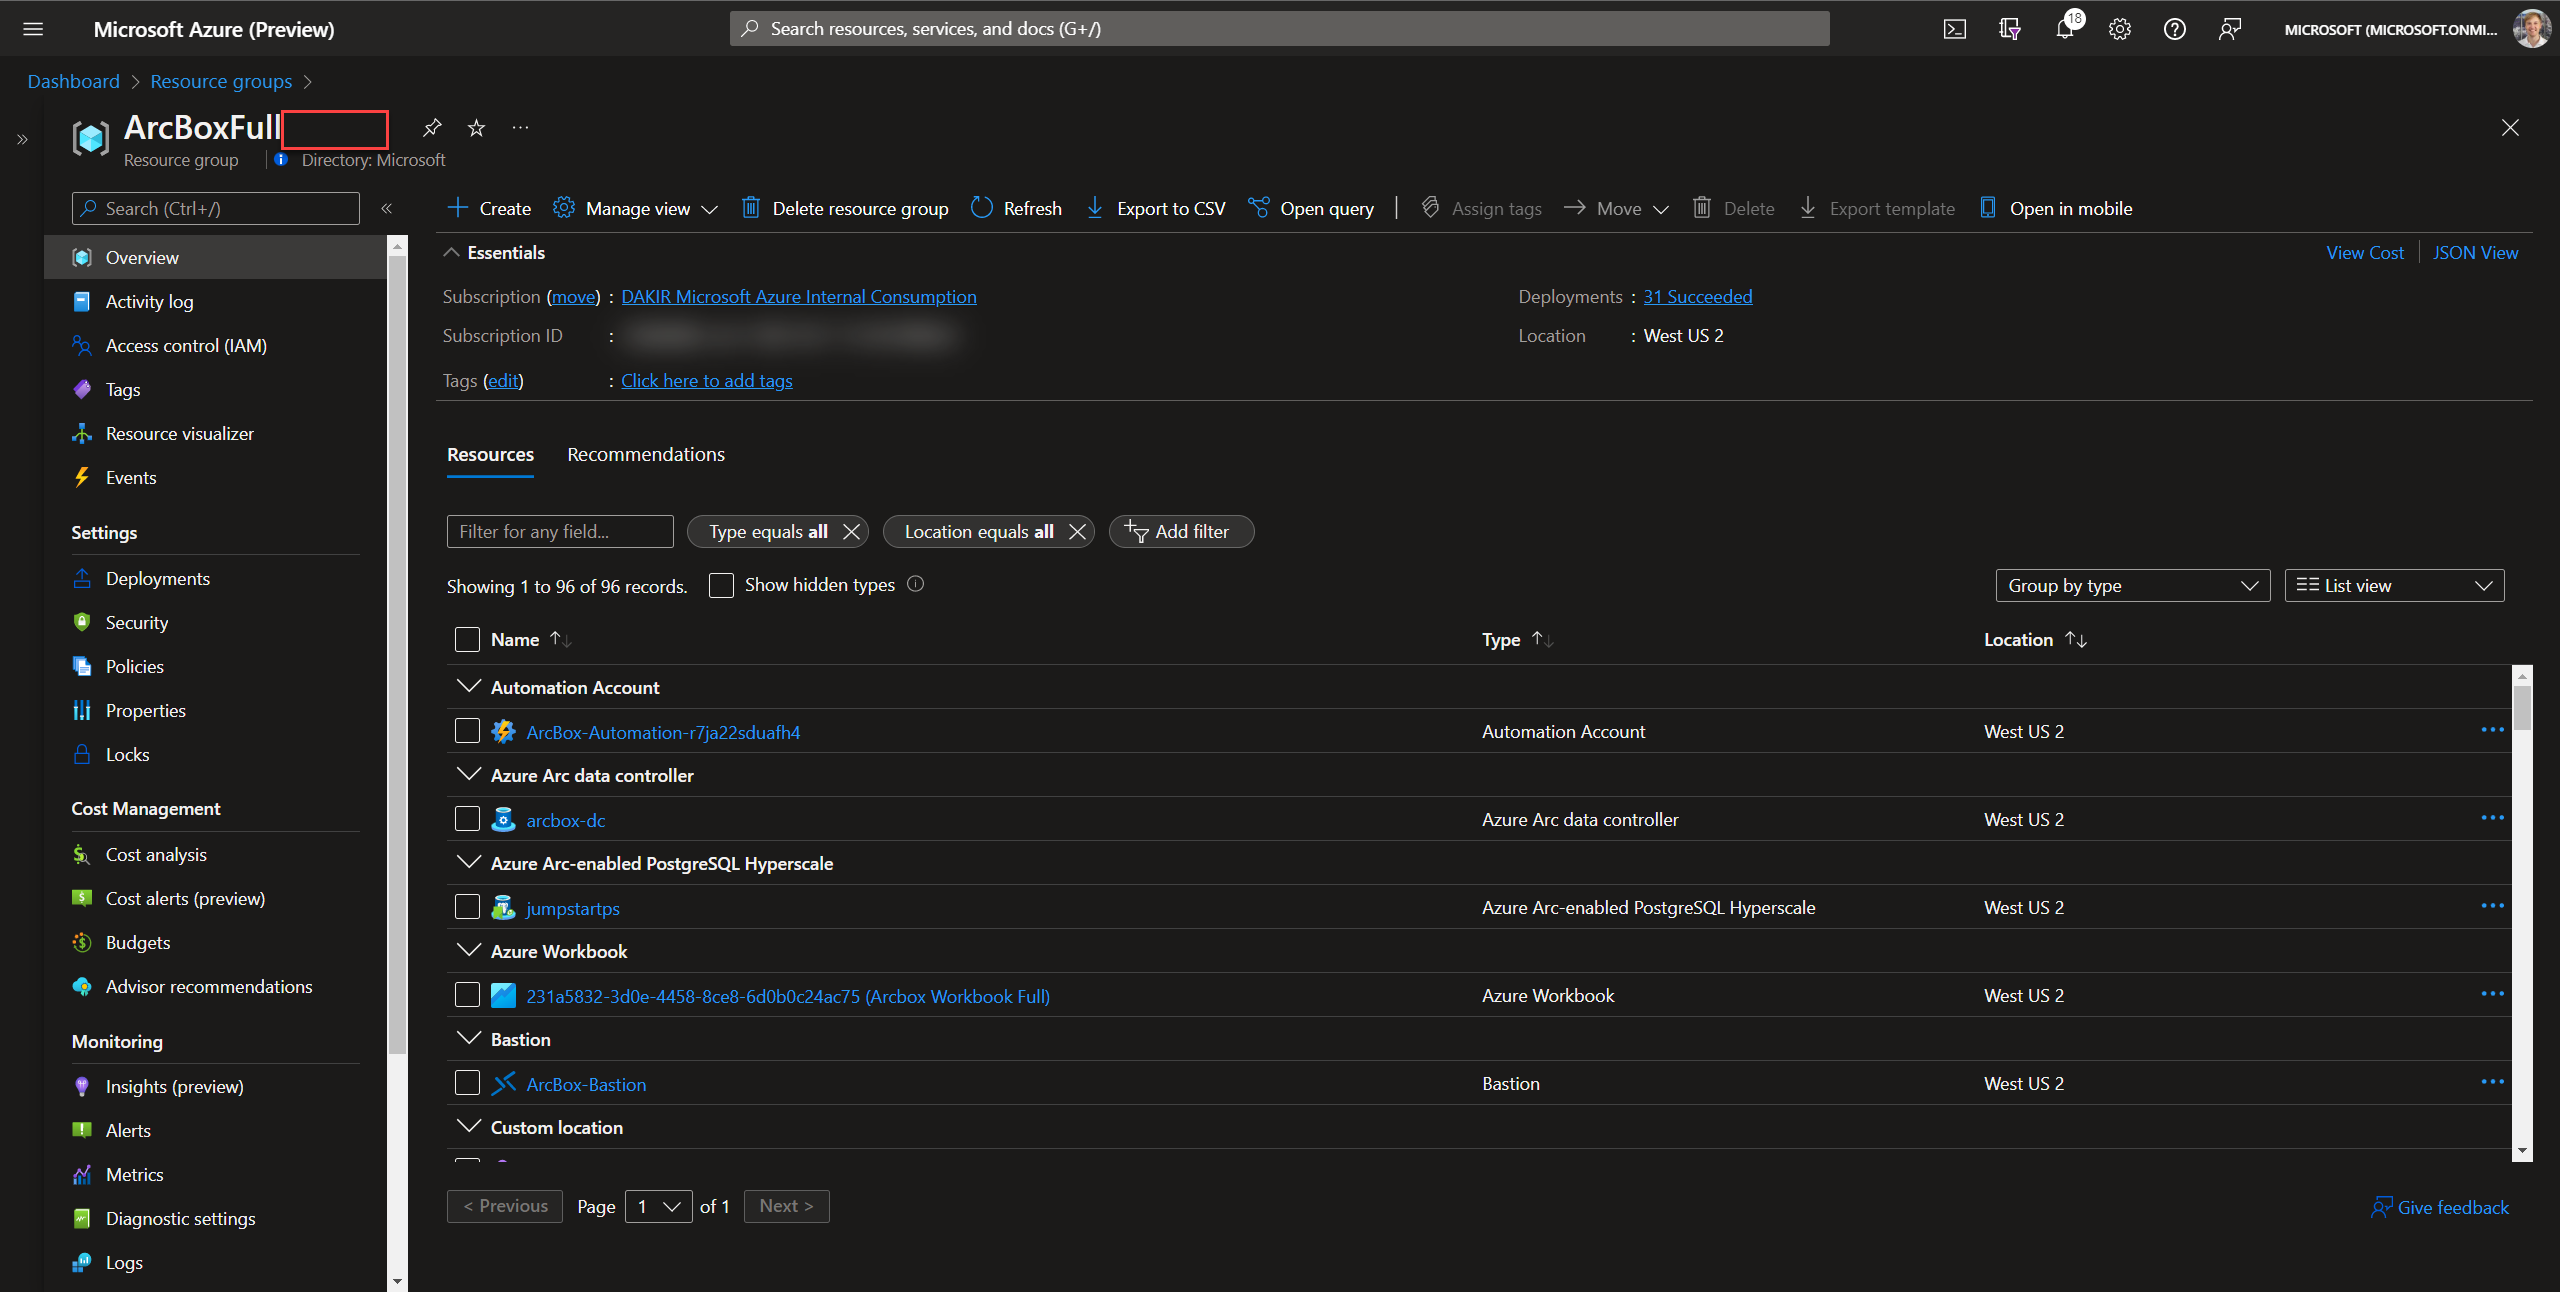 Microsoft Azure (Preview)
Search resources, services, and docs (G+/)
18
MICROSOFT (MICROSOFT.ONMI...
Dashboard > Resource groups >
ArcBoxFull
Resource group
Directory: Microsoft
Search (Ctrl+/)
Overview
Activity log
Access control (IAM)
Tags
Resource visualizer
Events
Settings
Deployments
Security
Policies
Properties
Locks
Cost Management
Cost analysis
Cost alerts (preview)
Budgets
Advisor recommendations
Monitoring
Insights (preview)
Alerts
Metrics
Diagnostic settings
Logs
Create Manage view Delete resource group Refresh Export to CSV Open query Assign tags Move Delete Export template Open in mobile
Essentials
View Cost JSON View
Subscription (move) : DAKIR Microsoft Azure Internal Consumption
Deployments : 31 Succeeded
Subscription ID :
Location : West US 2
Tags (edit) : Click here to add tags
Resources Recommendations
Filter for any field... Type equals all Location equals all Add filter
Showing 1 to 96 of 96 records. Show hidden types
Group by type List view
Name Type Location
Automation Account
ArcBox-Automation-r7ja22sduafh4 Automation Account West US 2
Azure Arc data controller
arcbox-dc Azure Arc data controller West US 2
Azure Arc-enabled PostgreSQL Hyperscale
jumpstartps Azure Arc-enabled PostgreSQL Hyperscale West US 2
Azure Workbook
231a5832-3d0e-4458-8ce8-6d0b0c24ac75 (Arcbox Workbook Full) Azure Workbook West US 2
Bastion
ArcBox-Bastion Bastion West US 2
Custom location
< Previous Page 1 of 1 Next >
Give feedback